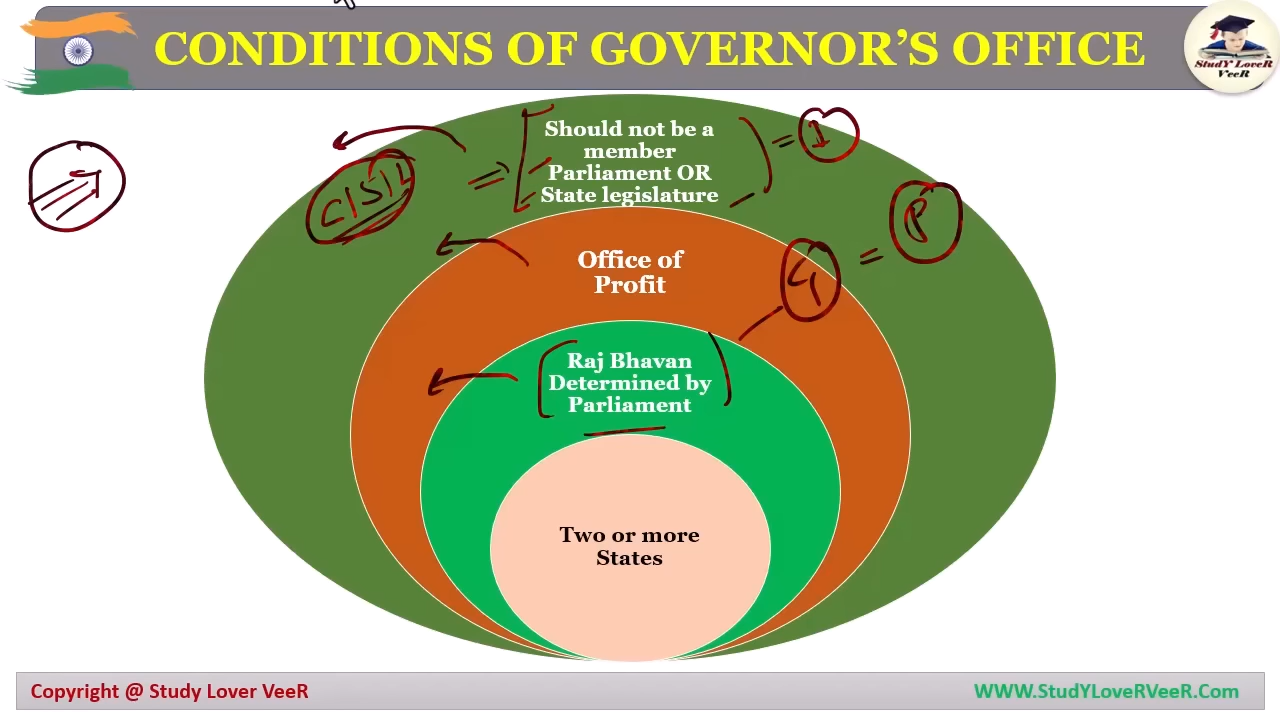 CONDITIONS OF GOVERNOR'S OFFICE
StudY LoveR
VeeR
Should not be a
member
Parliament OR
State legislature
= 1
C/S/L
Office of
Profit
G = P
Raj Bhavan
Determined by
Parliament
Two or more
States
Copyright @ Study Lover VeeR
WWW.StudYLoveRVeeR.Com